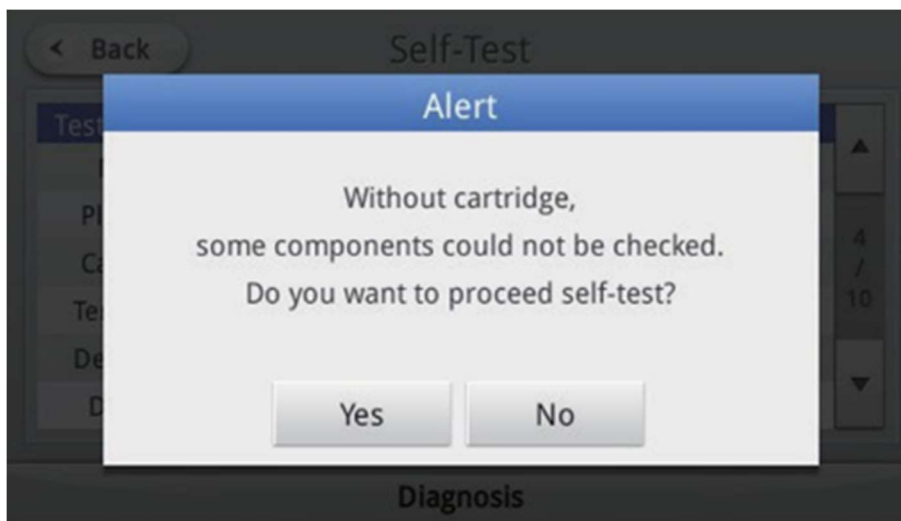 Back
Self-Test
Alert
Without cartridge,
some components could not be checked.
Do you want to proceed self-test?
Yes
No
4
/
10
Diagnosis